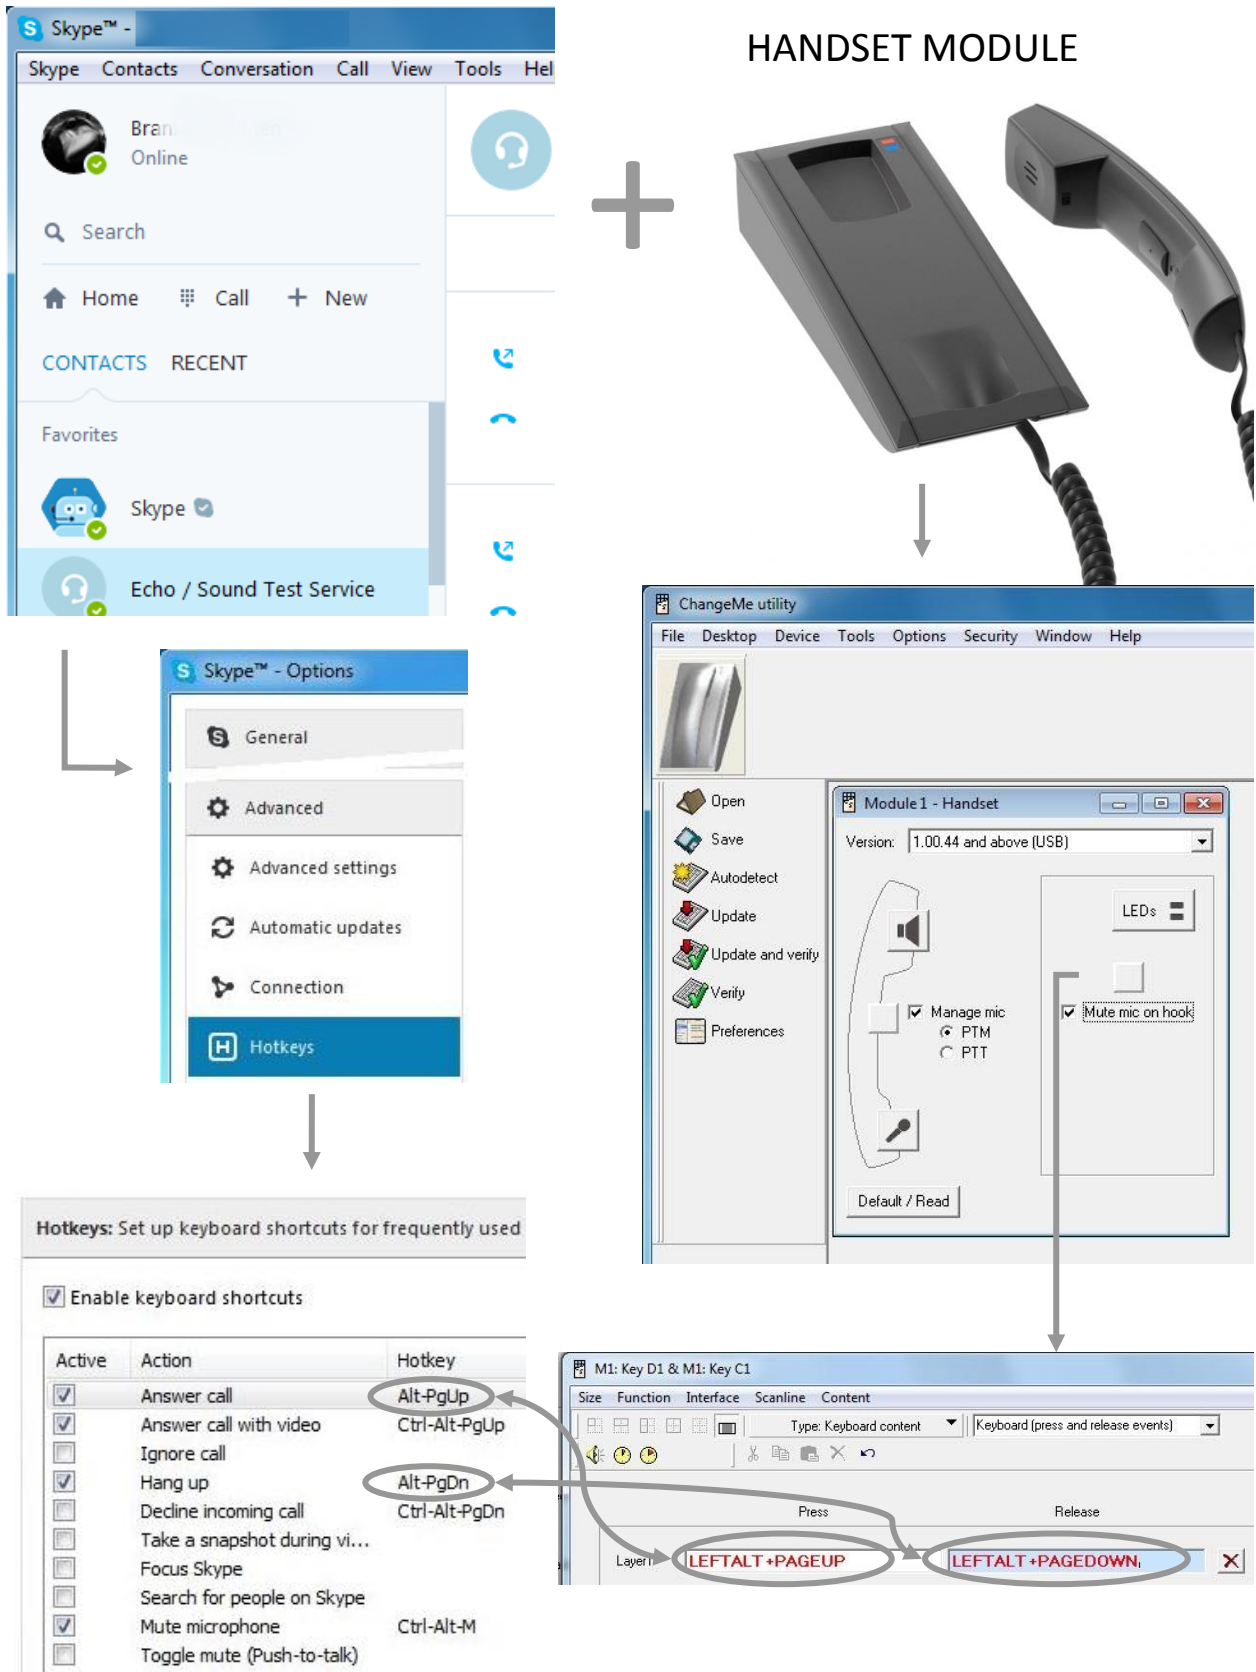 Skype™ -
Skype Contacts Conversation Call View Tools Hel
Bran
Online
Search
Home Call New
CONTACTS RECENT
Favorites
Skype
Echo / Sound Test Service
HANDSET MODULE
Skype™ - Options
General
Advanced
Advanced settings
Automatic updates
Connection
Hotkeys
ChangeMe utility
File Desktop Device Tools Options Security Window Help
Open
Save
Autodetect
Update
Update and verify
Verify
Preferences
Module 1 - Handset
Version: 1.00.44 and above (USB)
LEDs
Manage mic
PTM
PTT
Mute mic on hook
Default / Read
Hotkeys: Set up keyboard shortcuts for frequently used
Enable keyboard shortcuts
Active Action Hotkey
Answer call Alt-PgUp
Answer call with video Ctrl-Alt-PgUp
Ignore call
Hang up Alt-PgDn
Decline incoming call Ctrl-Alt-PgDn
Take a snapshot during vi...
Focus Skype
Search for people on Skype
Mute microphone Ctrl-Alt-M
Toggle mute (Push-to-talk)
M1: Key D1 & M1: Key C1
Size Function Interface Scanline Content
Type: Keyboard content Keyboard (press and release events)
Press Release
LEFTALT+PAGEUP LEFTALT+PAGEDOWN